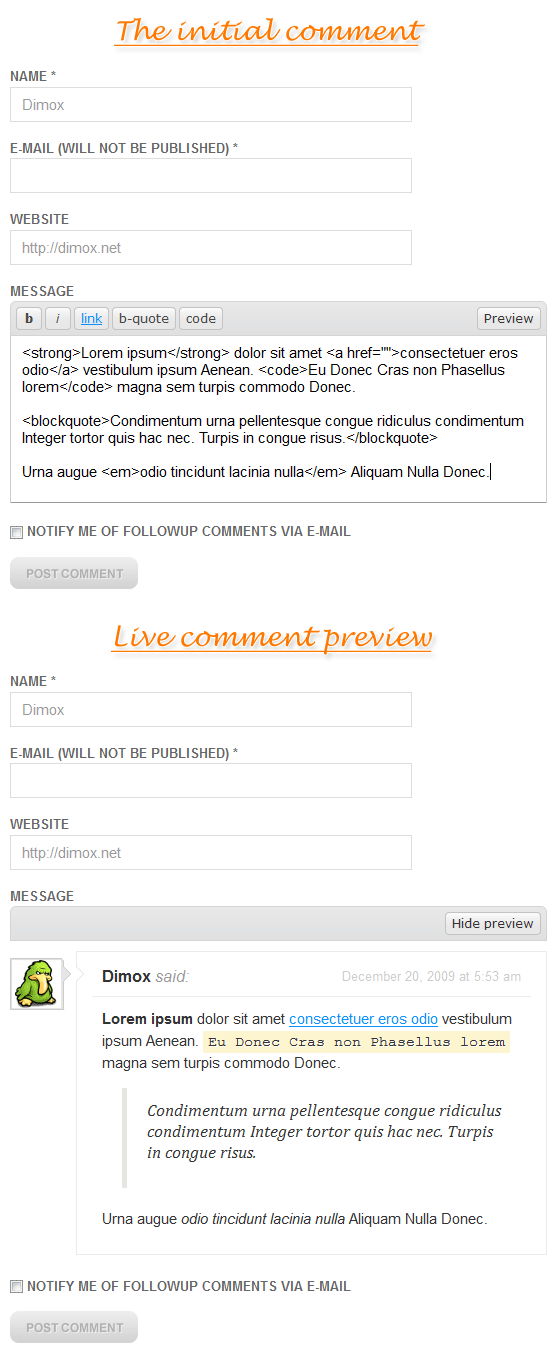 The initial comment
NAME *
Dimox
E-MAIL (WILL NOT BE PUBLISHED) *
WEBSITE
http://dimox.net
MESSAGE
b i link b-quote code Preview
<strong>Lorem ipsum</strong> dolor sit amet <a href="">consectetuer eros
odio</a> vestibulum ipsum Aenean. <code>Eu Donec Cras non Phasellus
lorem</code> magna sem turpis commodo Donec.
<blockquote>Condimentum urna pellentesque congue ridiculus condimentum
Integer tortor quis hac nec. Turpis in congue risus.</blockquote>
Urna augue <em>odio tincidunt lacinia nulla</em> Aliquam Nulla Donec.
NOTIFY ME OF FOLLOWUP COMMENTS VIA E-MAIL
POST COMMENT
Live comment preview
NAME *
Dimox
E-MAIL (WILL NOT BE PUBLISHED) *
WEBSITE
http://dimox.net
MESSAGE
Hide preview
Dimox said: December 20, 2009 at 5:53 am
Lorem ipsum dolor sit amet consectetuer eros odio vestibulum
ipsum Aenean. Eu Donec Cras non Phasellus lorem
magna sem turpis commodo Donec.
Condimentum urna pellentesque congue ridiculus
condimentum Integer tortor quis hac nec. Turpis
in congue risus.
Urna augue odio tincidunt lacinia nulla Aliquam Nulla Donec.
NOTIFY ME OF FOLLOWUP COMMENTS VIA E-MAIL
POST COMMENT